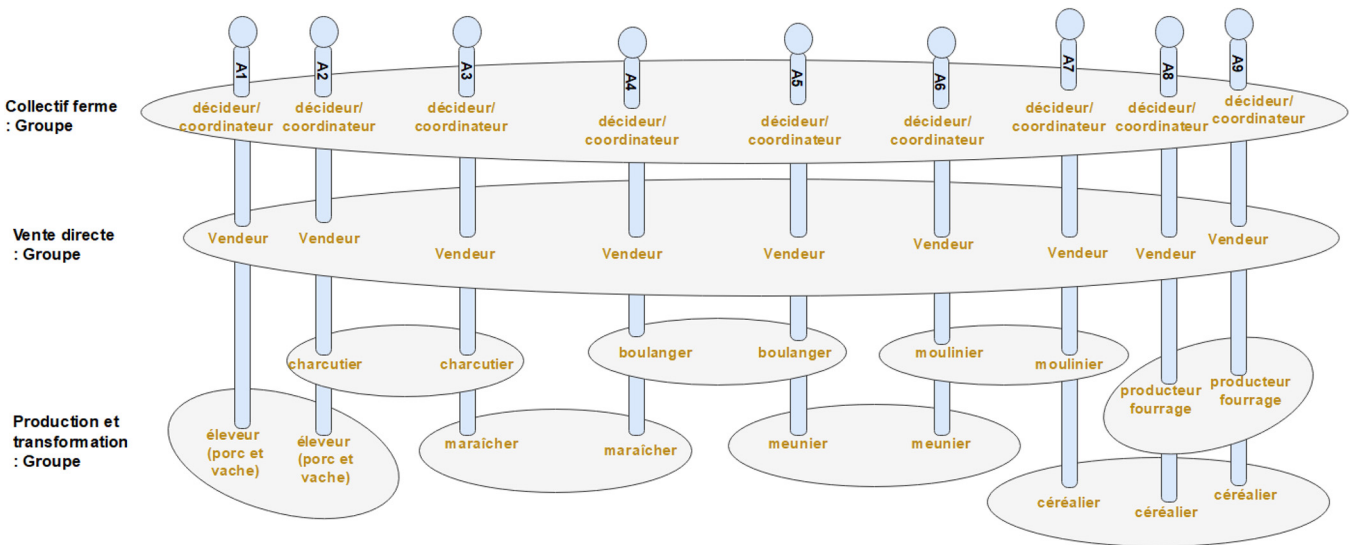 A1 A2 A3 A4 A5 A6 A7 A8 A9
Collectif ferme
: Groupe
décideur/ décideur/ décideur/ décideur/ décideur/ décideur/ décideur/ décideur/ décideur/
coordinateur coordinateur coordinateur coordinateur coordinateur coordinateur coordinateur coordinateur coordinateur
Vente directe
: Groupe
Vendeur Vendeur Vendeur Vendeur Vendeur Vendeur Vendeur Vendeur Vendeur
charcutier charcutier boulanger boulanger moulinier moulinier
producteur producteur
fourrage fourrage
Production et
transformation
: Groupe
éleveur éleveur maraîcher maraîcher meunier meunier
(porc et (porc et
vache) vache)
céréalier céréalier céréalier